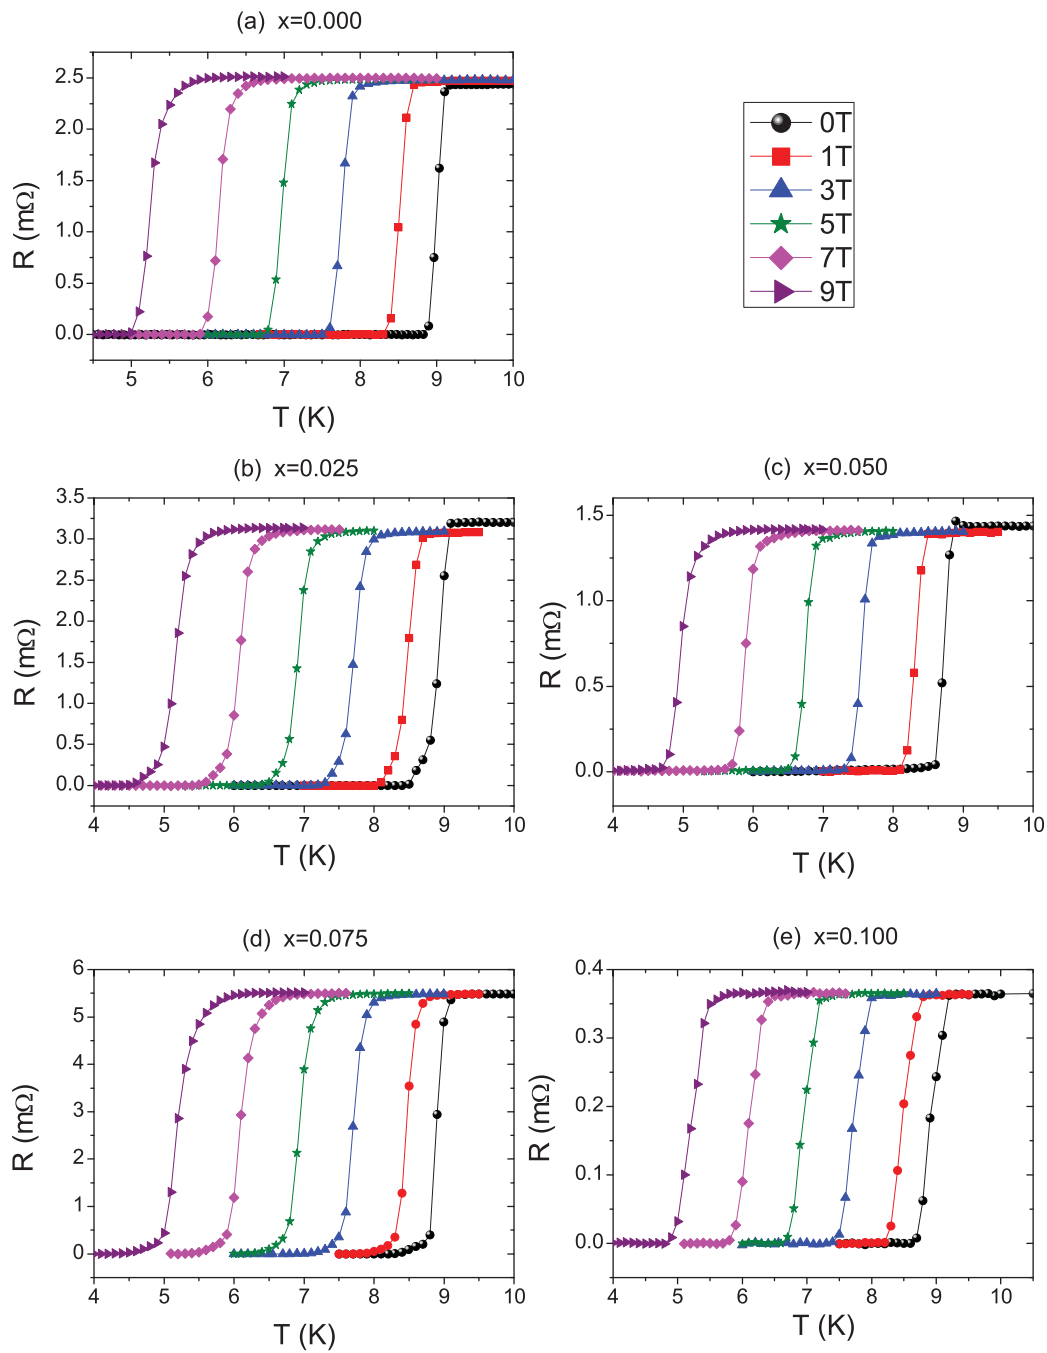 (a) x=0.000
2.5
2.0
1.5
1.0
0.5
0.0
R (mΩ)
5 6 7 8 9 10
T (K)
0T
1T
3T
5T
7T
9T
(b) x=0.025
3.5
3.0
2.5
2.0
1.5
1.0
0.5
0.0
R (mΩ)
4 5 6 7 8 9 10
T (K)
(c) x=0.050
1.5
1.0
0.5
0.0
R (mΩ)
4 5 6 7 8 9 10
T (K)
(d) x=0.075
6
5
4
3
2
1
0
R (mΩ)
4 5 6 7 8 9 10
T (K)
(e) x=0.100
0.4
0.3
0.2
0.1
0.0
R (mΩ)
4 5 6 7 8 9 10
T (K)